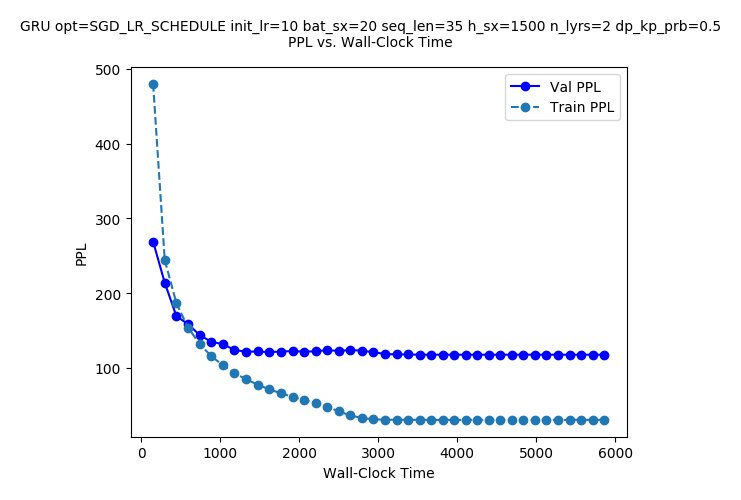 GRU opt=SGD_LR_SCHEDULE init_lr=10 bat_sx=20 seq_len=35 h_sx=1500 n_lyrs=2 dp_kp_prb=0.5
PPL vs. Wall-Clock Time
Val PPL
Train PPL
500
400
300
200
100
PPL
0 1000 2000 3000 4000 5000 6000
Wall-Clock Time